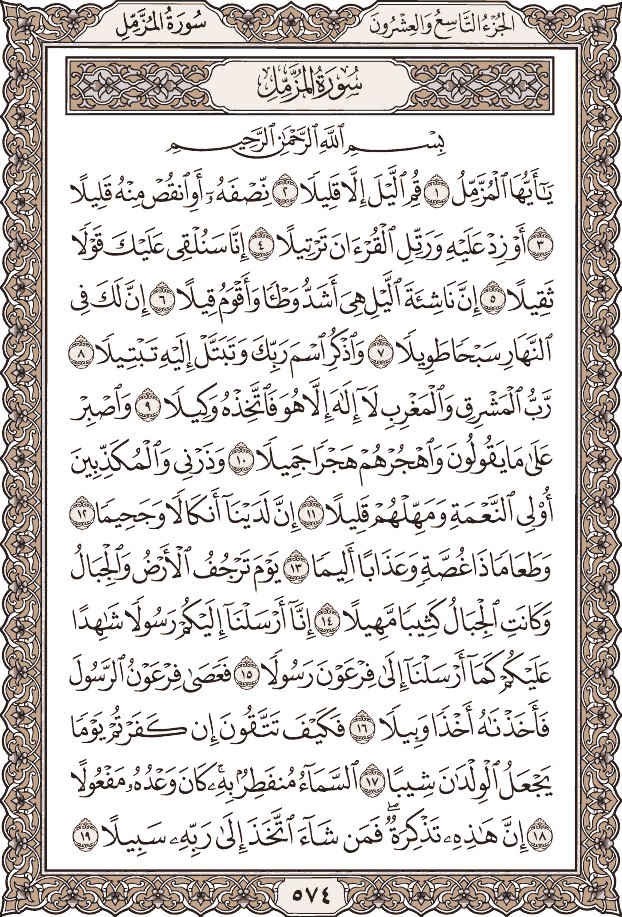 سُورَةُ المُزَّمِّلِ
الجُزْءُ التَّاسِعُ وَالعِشْرُونَ
سُورَةُ المُزَّمِّلِ
بِسْمِ ٱللَّهِ ٱلرَّحْمَٰنِ ٱلرَّحِيمِ
يَٰٓأَيُّهَا ٱلْمُزَّمِّلُ ١ قُمِ ٱلَّيْلَ إِلَّا قَلِيلًا ٢ نِّصْفَهُۥٓ أَوِ ٱنقُصْ مِنْهُ قَلِيلًا
٣ أَوْ زِدْ عَلَيْهِ وَرَتِّلِ ٱلْقُرْءَانَ تَرْتِيلًا ٤ إِنَّا سَنُلْقِى عَلَيْكَ قَوْلًا
ثَقِيلًا ٥ إِنَّ نَاشِئَةَ ٱلَّيْلِ هِىَ أَشَدُّ وَطْـًٔا وَأَقْوَمُ قِيلًا ٦ إِنَّ لَكَ فِى
ٱلنَّهَارِ سَبْحًا طَوِيلًا ٧ وَٱذْكُرِ ٱسْمَ رَبِّكَ وَتَبَتَّلْ إِلَيْهِ تَبْتِيلًا ٨
رَّبُّ ٱلْمَشْرِقِ وَٱلْمَغْرِبِ لَآ إِلَٰهَ إِلَّا هُوَ فَٱتَّخِذْهُ وَكِيلًا ٩ وَٱصْبِرْ
عَلَىٰ مَا يَقُولُونَ وَٱهْجُرْهُمْ هَجْرًا جَمِيلًا ١٠ وَذَرْنِى وَٱلْمُكَذِّبِينَ
أُو۟لِى ٱلنَّعْمَةِ وَمَهِّلْهُمْ قَلِيلًا ١١ إِنَّ لَدَيْنَآ أَنكَالًا وَجَحِيمًا ١٢
وَطَعَامًا ذَا غُصَّةٍ وَعَذَابًا أَلِيمًا ١٣ يَوْمَ تَرْجُفُ ٱلْأَرْضُ وَٱلْجِبَالُ
وَكَانَتِ ٱلْجِبَالُ كَثِيبًا مَّهِيلًا ١٤ إِنَّآ أَرْسَلْنَآ إِلَيْكُمْ رَسُولًا شَٰهِدًا
عَلَيْكُمْ كَمَآ أَرْسَلْنَآ إِلَىٰ فِرْعَوْنَ رَسُولًا ١٥ فَعَصَىٰ فِرْعَوْنُ ٱلرَّسُولَ
فَأَخَذْنَٰهُ أَخْذًا وَبِيلًا ١٦ فَكَيْفَ تَتَّقُونَ إِن كَفَرْتُمْ يَوْمًا
يَجْعَلُ ٱلْوِلْدَٰنَ شِيبًا ١٧ ٱلسَّمَآءُ مُنفَطِرٌۢ بِهِۦ ۚ كَانَ وَعْدُهُۥ مَفْعُولًا
١٨ إِنَّ هَٰذِهِۦ تَذْكِرَةٌ ۖ فَمَن شَآءَ ٱتَّخَذَ إِلَىٰ رَبِّهِۦ سَبِيلًا ١٩
٥٧٤